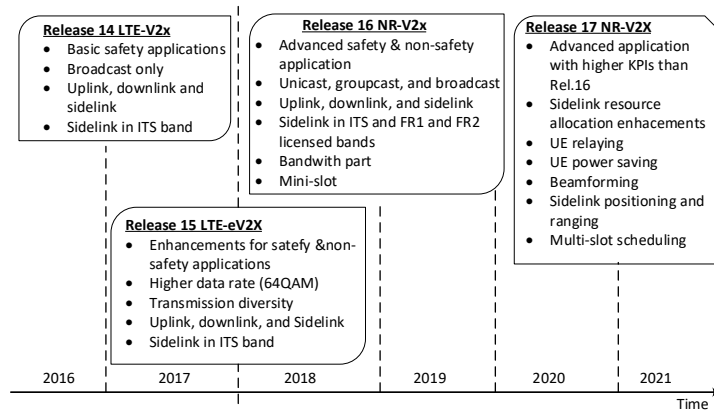 Release 14 LTE-V2x
• Basic safety applications
• Broadcast only
• Uplink, downlink and
sidelink
• Sidelink in ITS band
Release 16 NR-V2x
• Advanced safety & non-safety
application
• Unicast, groupcast, and broadcast
• Uplink, downlink, and sidelink
• Sidelink in ITS and FR1 and FR2
licensed bands
• Bandwith part
• Mini-slot
Release 17 NR-V2X
• Advanced application
with higher KPIs than
Rel.16
• Sidelink resource
allocation enhacements
• UE relaying
• UE power saving
• Beamforming
• Sidelink positioning and
ranging
• Multi-slot scheduling
Release 15 LTE-eV2X
• Enhancements for satefy &non-
safety applications
• Higher data rate (64QAM)
• Transmission diversity
• Uplink, downlink, and Sidelink
• Sidelink in ITS band
2016 2017 2018 2019 2020 2021
Time